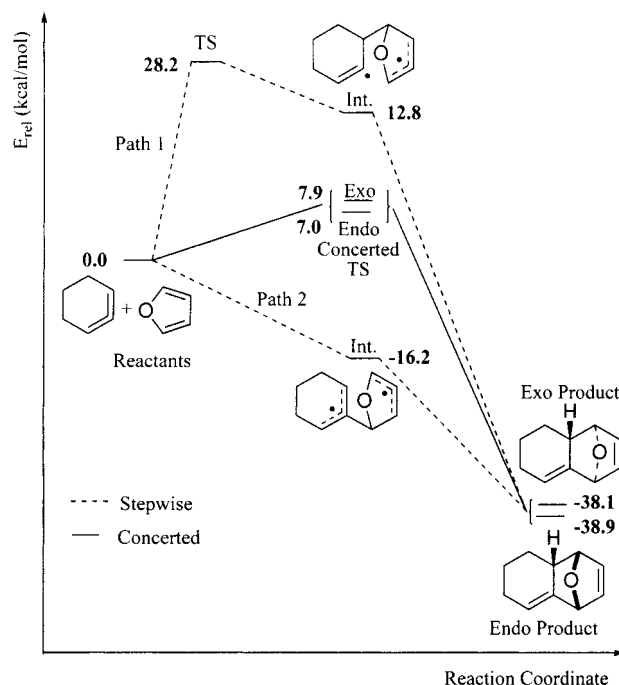 E_rel (kcal/mol)
TS
28.2
O
Int.
12.8
Path 1
7.9
Exo
7.0
Endo
Concerted
TS
0.0
+
O
Reactants
Path 2
Int.
-16.2
O
Exo Product
H
O
-38.1
-38.9
H
O
Endo Product
Stepwise
Concerted
Reaction Coordinate